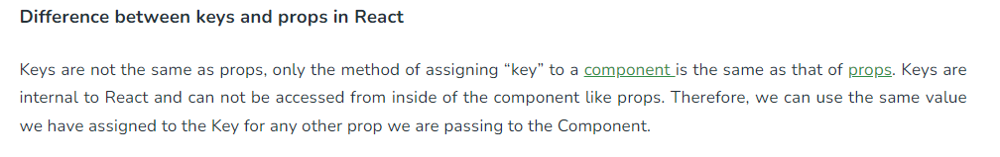 Difference between keys and props in React
Keys are not the same as props, only the method of assigning “key” to a component is the same as that of props. Keys are
internal to React and can not be accessed from inside of the component like props. Therefore, we can use the same value
we have assigned to the Key for any other prop we are passing to the Component.